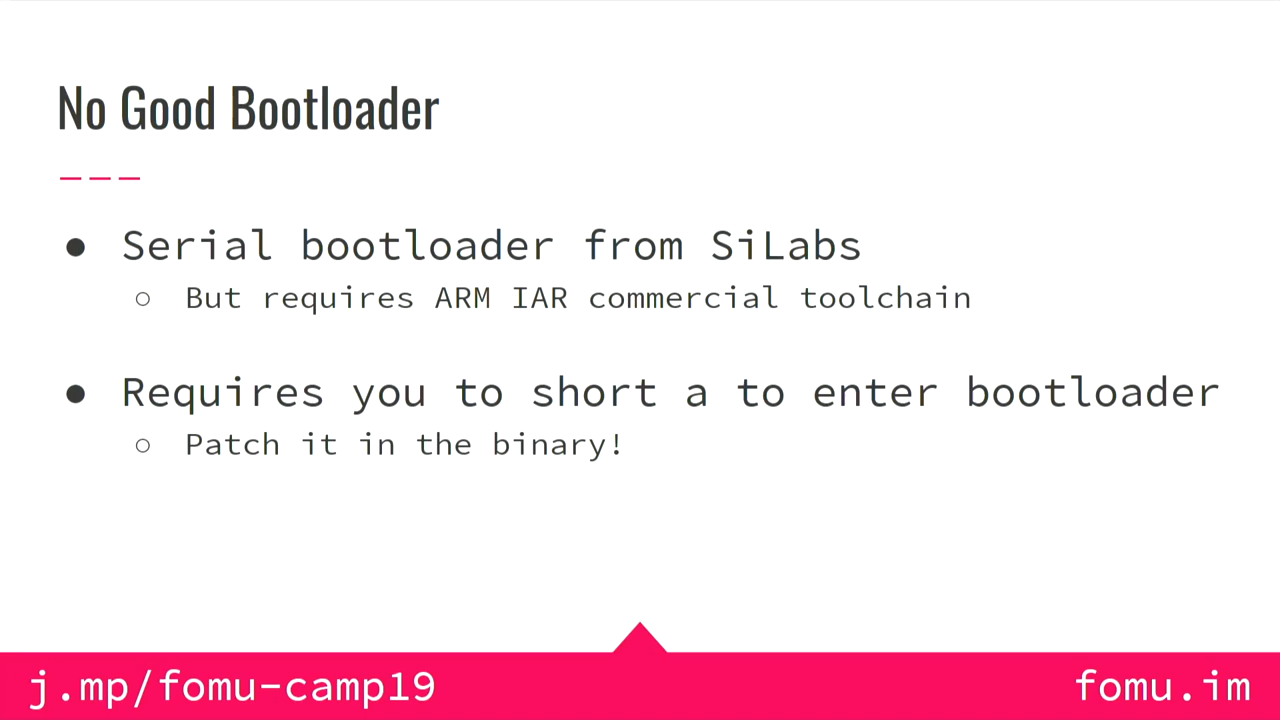 No Good Bootloader
● Serial bootloader from SiLabs
○ But requires ARM IAR commercial toolchain
● Requires you to short a to enter bootloader
○ Patch it in the binary!
j.mp/fomu-camp19
fomu.im